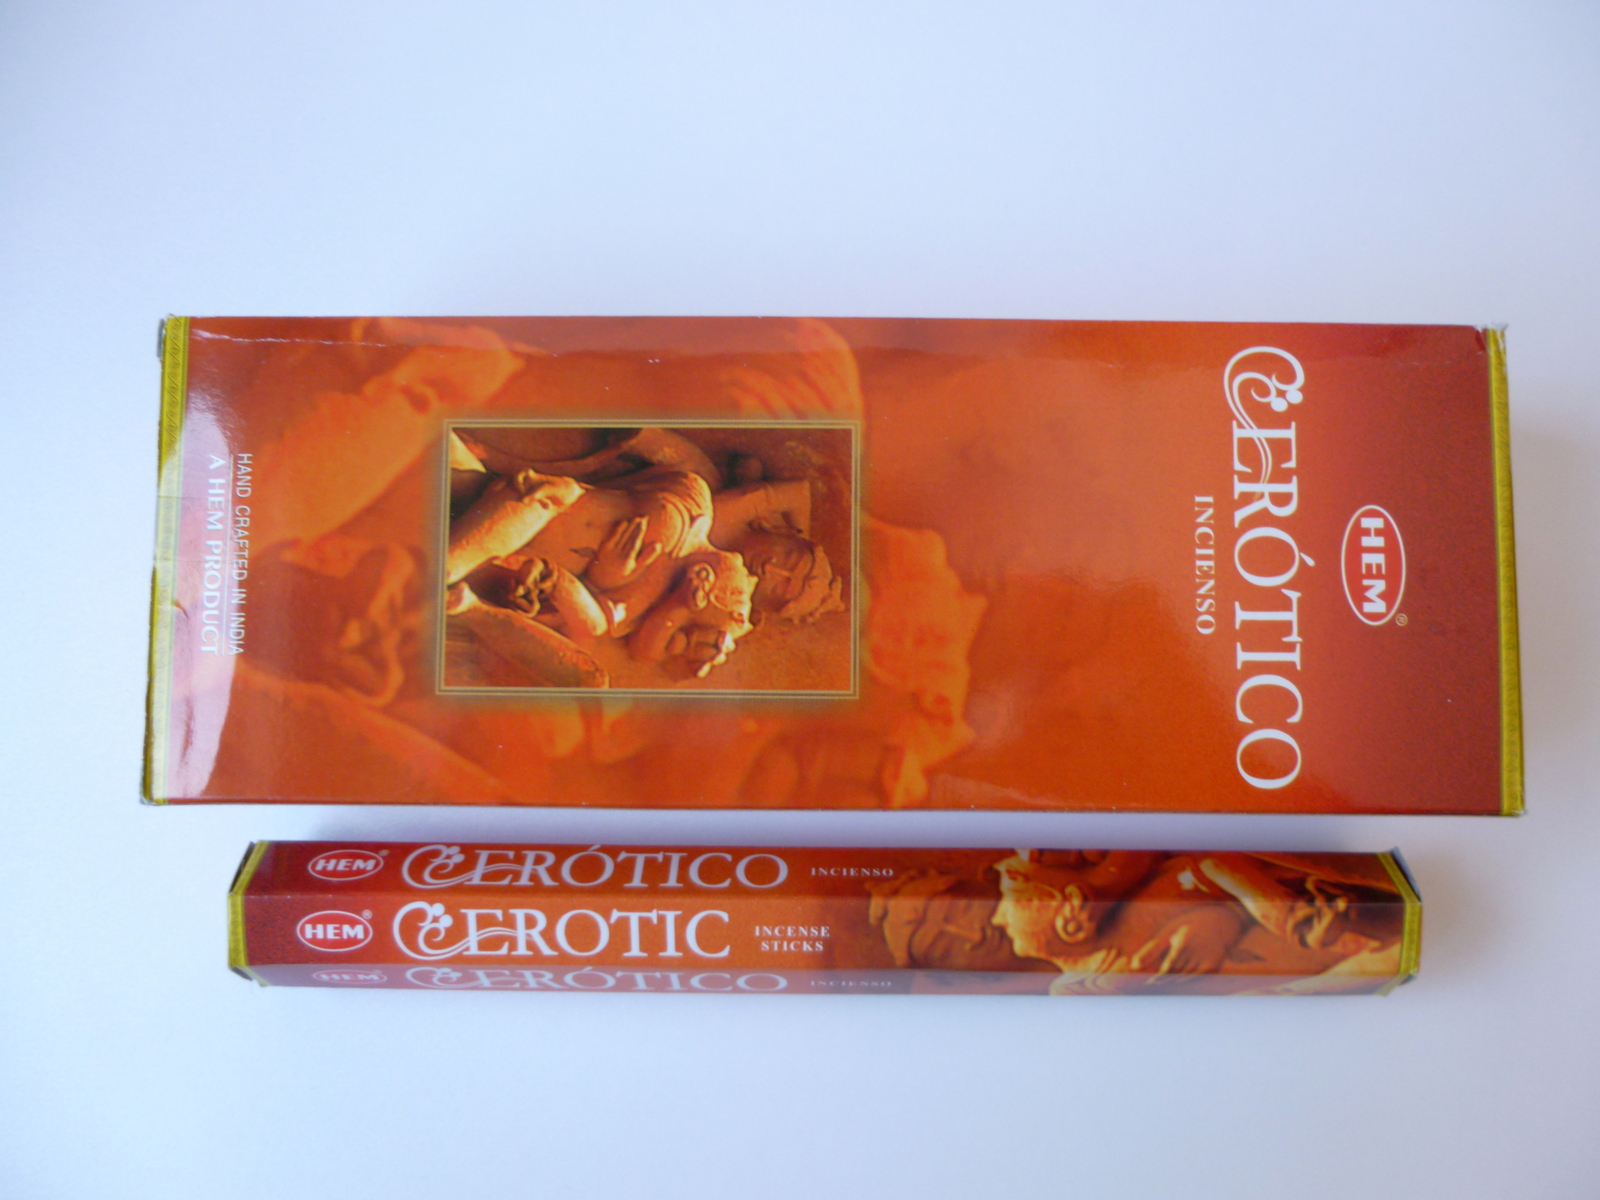 HEM®
ERÓTICO
INCIENSO
HAND CRAFTED IN INDIA
A HEM PRODUCT
HEM® ERÓTICO INCIENSO
HEM® EROTIC INCENSE
STICKS
HEM ERÓTICO INCIENSO